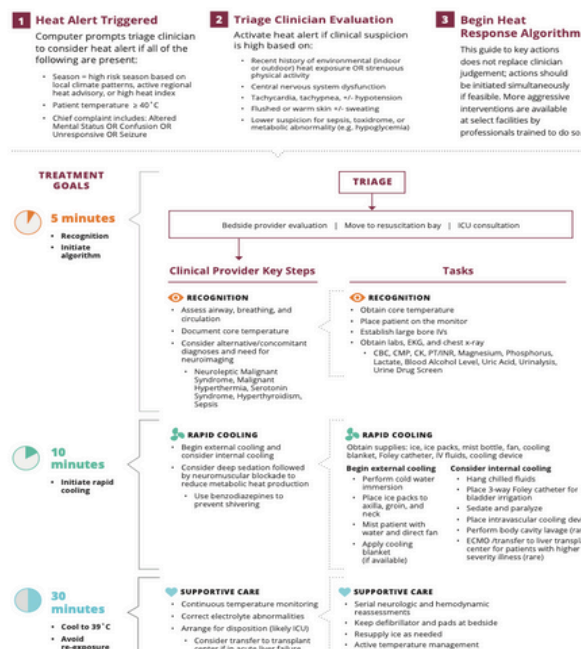 1 Heat Alert Triggered
Computer prompts triage clinician
to consider heat alert if all of the
following are present:
• Season = high risk season based on
local climate patterns, active regional
heat advisory, or high heat index
• Patient temperature ≥ 40˚C
• Chief complaint includes: Altered
Mental Status OR Confusion OR
Unresponsive OR Seizure
2 Triage Clinician Evaluation
Activate heat alert if clinical suspicion
is high based on:
• Recent history of environmental (indoor
or outdoor) heat exposure OR strenuous
physical activity
• Central nervous system dysfunction
• Tachycardia, tachypnea, +/- hypotension
• Flushed or warm skin +/- sweating
• Lower suspicion for sepsis, toxidrome, or
metabolic abnormality (e.g. hypoglycemia)
3 Begin Heat
Response Algorithm
This guide to key actions
does not replace clinician
judgement; actions should
be initiated simultaneously
if feasible. More aggressive
interventions are available
at select facilities by
professionals trained to do so.
TREATMENT
GOALS
TRIAGE
5 minutes
• Recognition
• Initiate
algorithm
Bedside provider evaluation | Move to resuscitation bay | ICU consultation
Clinical Provider Key Steps
RECOGNITION
• Assess airway, breathing, and
circulation
• Document core temperature
• Consider alternative/concomitant
diagnoses and need for
neuroimaging
• Neuroleptic Malignant
Syndrome, Malignant
Hyperthermia, Serotonin
Syndrome, Hyperthyroidism,
Sepsis
Tasks
RECOGNITION
• Obtain core temperature
• Place patient on the monitor
• Establish large bore IVs
• Obtain labs, EKG, and chest x-ray
• CBC, CMP, CK, PT/INR, Magnesium, Phosphorus,
Lactate, Blood Alcohol Level, Uric Acid, Urinalysis,
Urine Drug Screen
10
minutes
• Initiate rapid
cooling
RAPID COOLING
• Begin external cooling and
consider internal cooling
• Consider deep sedation followed
by neuromuscular blockade to
reduce metabolic heat production
• Use benzodiazepines to
prevent shivering
RAPID COOLING
Obtain supplies: ice, ice packs, mist bottle, fan, cooling
blanket, Foley catheter, IV fluids, cooling device
Begin external cooling
• Perform cold water
immersion
• Place ice packs to
axilla, groin, and
neck
• Mist patient with
water and direct fan
• Apply cooling
blanket
(if available)
Consider internal cooling
• Hang chilled fluids
• Place 3-way Foley catheter for
bladder irrigation
• Sedate and paralyze
• Place intravascular cooling
• Perform body cavity lavage
• ECMO /transfer to liver
center for patients with higher
severity illness (rare)
30
minutes
• Cool to 39˚C
• Avoid
re-exposure
SUPPORTIVE CARE
• Continuous temperature monitoring
• Correct electrolyte abnormalities
• Arrange for disposition (likely ICU)
• Consider transfer to transplant
center if in acute liver failure
SUPPORTIVE CARE
• Serial neurologic and hemodynamic
reassessments
• Keep defibrillator and pads at bedside
• Resupply ice as needed
• Active temperature management